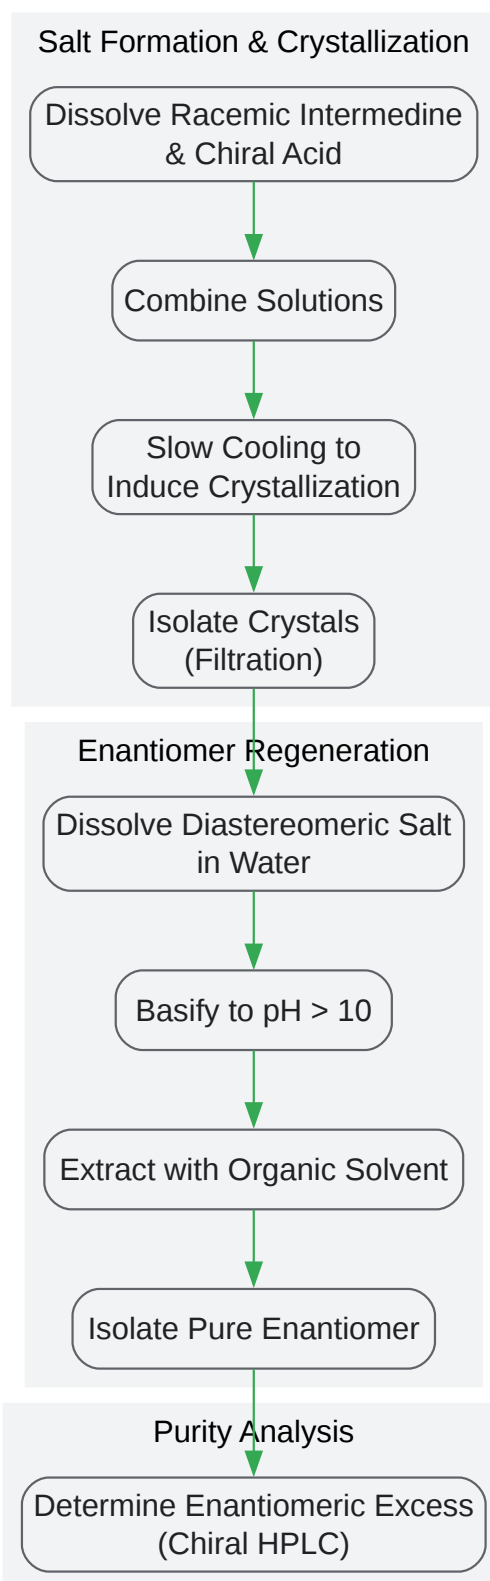 Salt Formation & Crystallization
Dissolve Racemic Intermedine
& Chiral Acid
Combine Solutions
Slow Cooling to
Induce Crystallization
Isolate Crystals
(Filtration)
Enantiomer Regeneration
Dissolve Diastereomeric Salt
in Water
Basify to pH > 10
Extract with Organic Solvent
Isolate Pure Enantiomer
Purity Analysis
Determine Enantiomeric Excess
(Chiral HPLC)